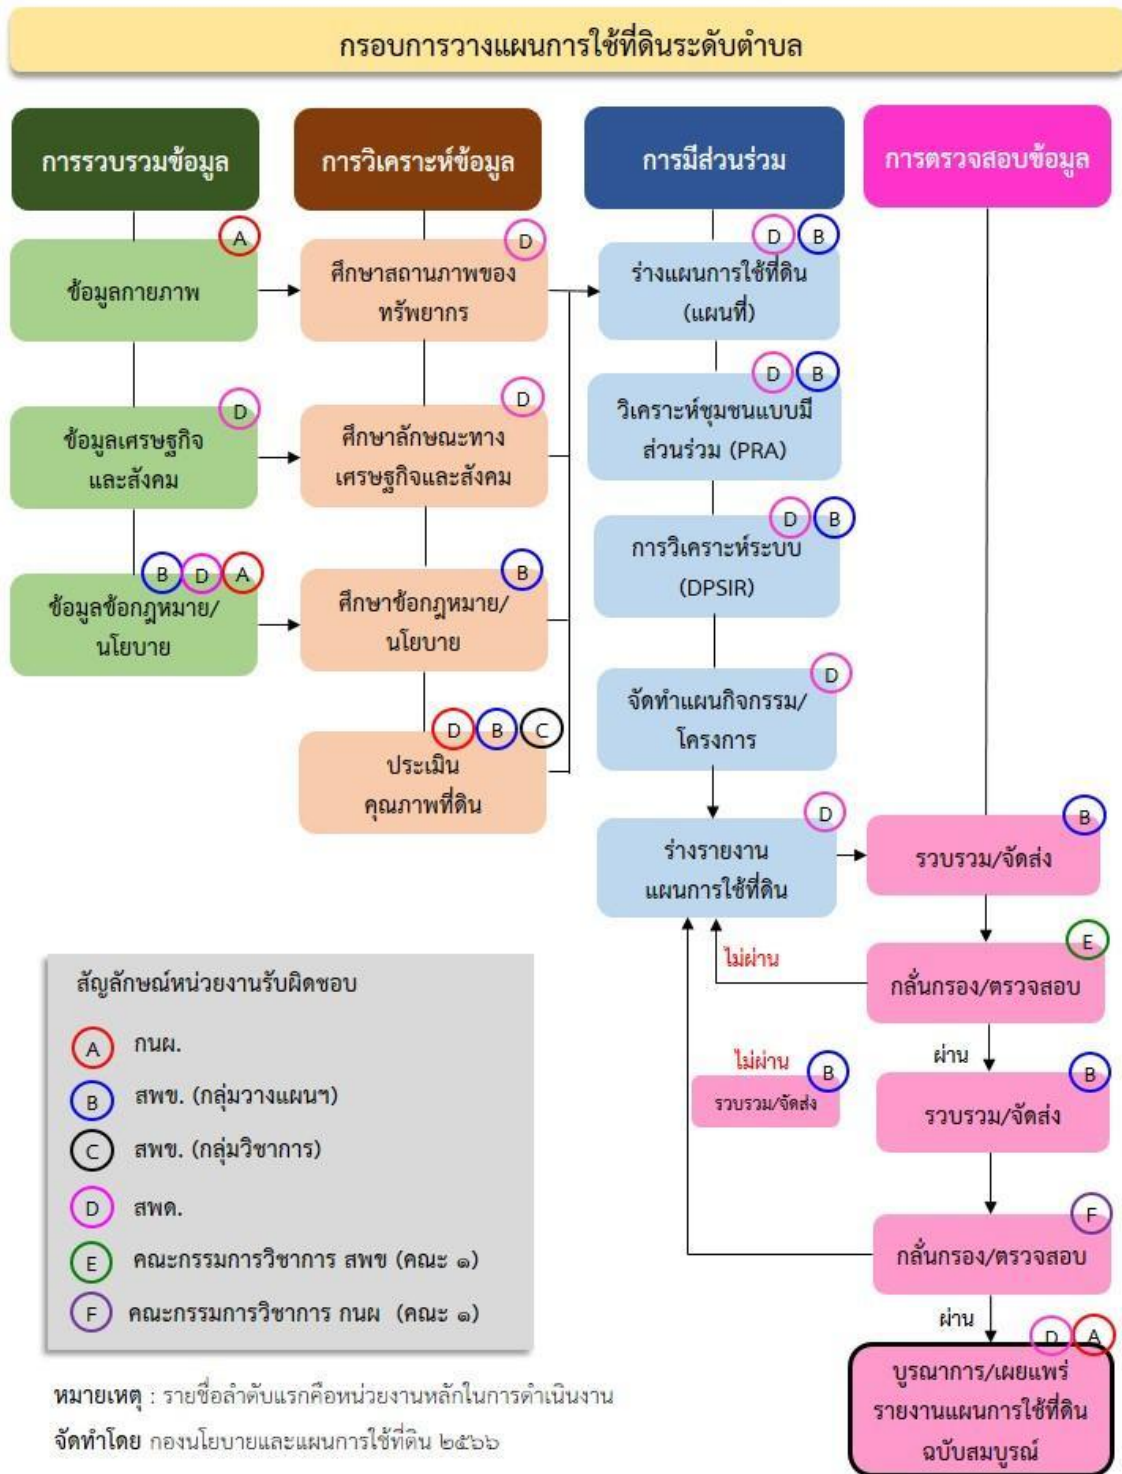 กรอบการวางแผนการใช้ที่ดินระดับตำบล
การรวบรวมข้อมูล
A
ข้อมูลกายภาพ
D
ข้อมูลเศรษฐกิจ
และสังคม
B D A
ข้อมูลข้อกฎหมาย/
นโยบาย
การวิเคราะห์ข้อมูล
D
ศึกษาสถานภาพของ
ทรัพยากร
D
ศึกษาลักษณะทาง
เศรษฐกิจและสังคม
B
ศึกษาข้อกฎหมาย/
นโยบาย
D B C
ประเมิน
คุณภาพที่ดิน
การมีส่วนร่วม
D B
ร่างแผนการใช้ที่ดิน
(แผนที่)
D B
วิเคราะห์ชุมชนแบบมี
ส่วนร่วม (PRA)
D B
การวิเคราะห์ระบบ
(DPSIR)
D
จัดทำแผนกิจกรรม/
โครงการ
D
ร่างรายงาน
แผนการใช้ที่ดิน
การตรวจสอบข้อมูล
B
รวบรวม/จัดส่ง
E
กลั่นกรอง/ตรวจสอบ
ไม่ผ่าน
ผ่าน
B
รวบรวม/จัดส่ง
F
กลั่นกรอง/ตรวจสอบ
ไม่ผ่าน
B
รวบรวม/จัดส่ง
ผ่าน
D A
บูรณาการ/เผยแพร่
รายงานแผนการใช้ที่ดิน
ฉบับสมบูรณ์
สัญลักษณ์หน่วยงานรับผิดชอบ
A กนผ.
B สพข. (กลุ่มวางแผนฯ)
C สพข. (กลุ่มวิชาการ)
D สพด.
E คณะกรรมการวิชาการ สพข (คณะ ๑)
F คณะกรรมการวิชาการ กนผ (คณะ ๑)
หมายเหตุ : รายชื่อลำดับแรกคือหน่วยงานหลักในการดำเนินงาน
จัดทำโดย กองนโยบายและแผนการใช้ที่ดิน ๒๕๖๖